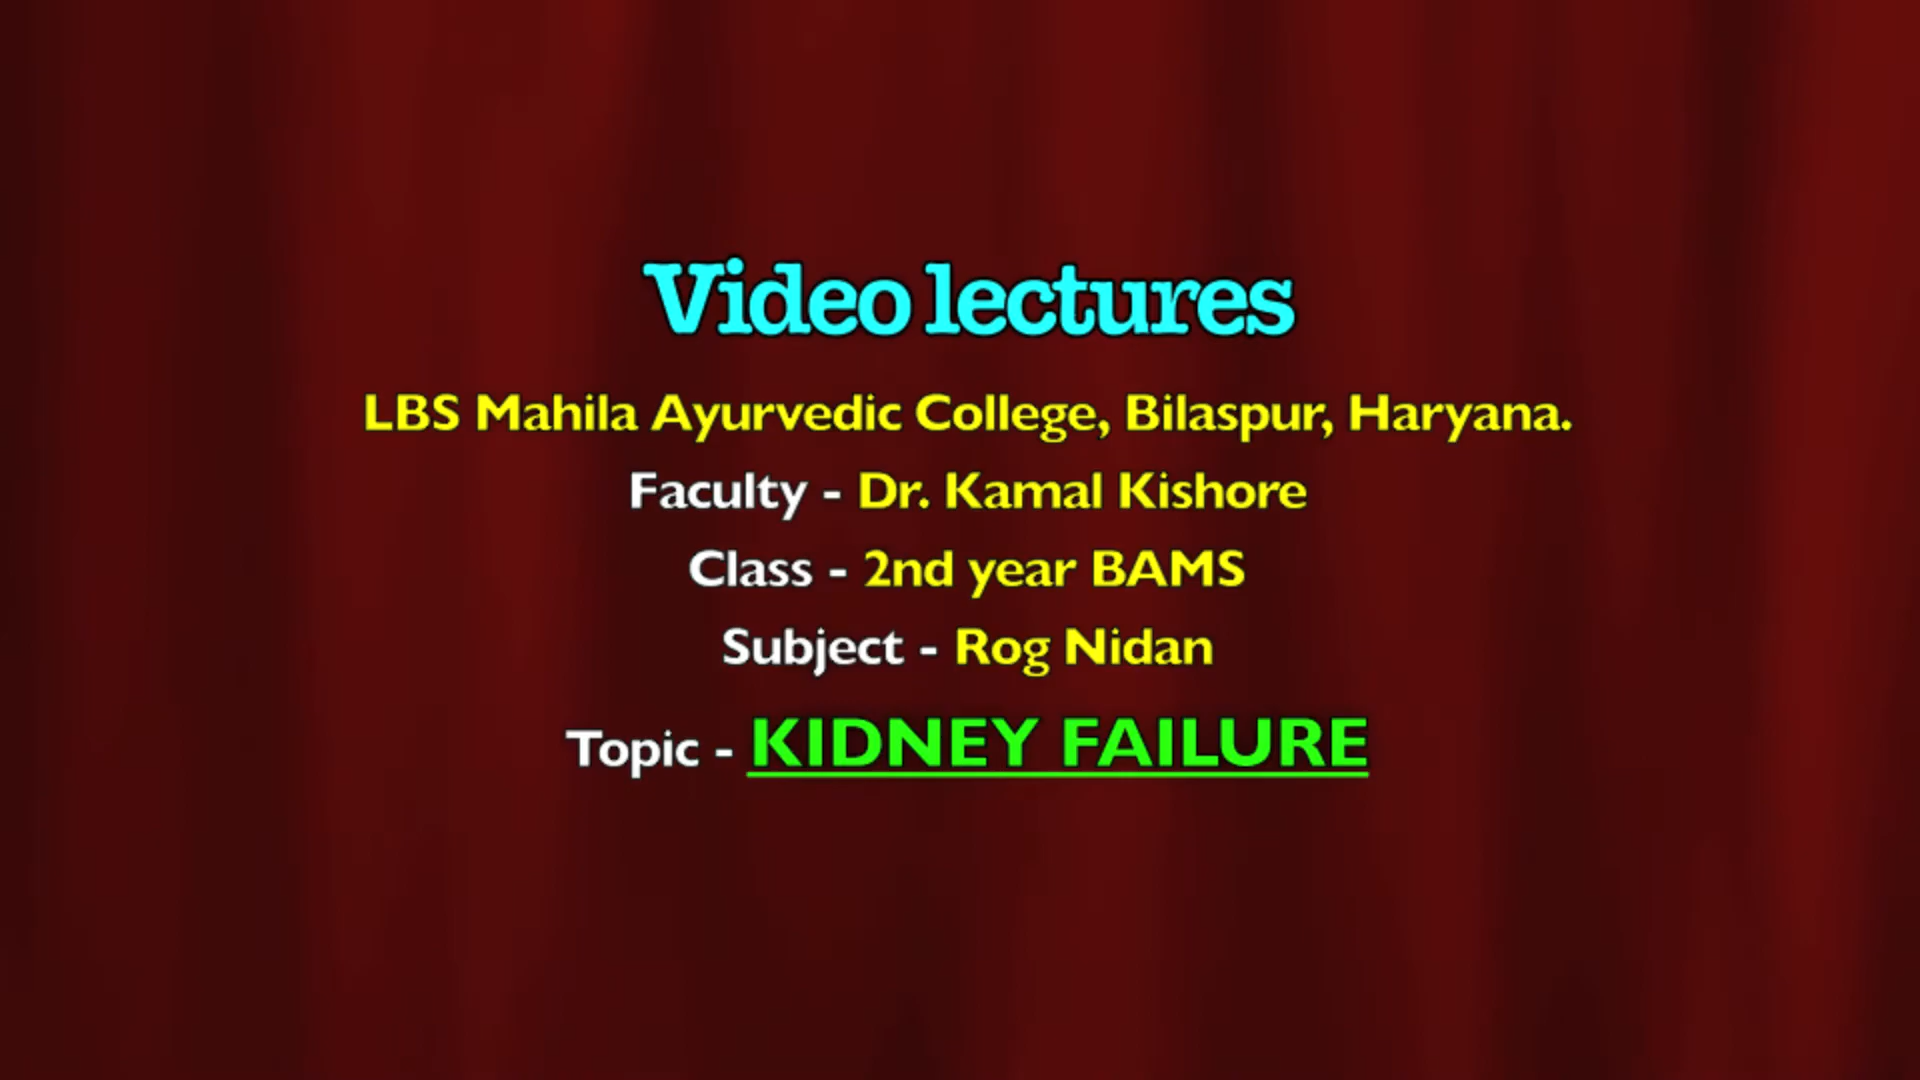 Video lectures
LBS Mahila Ayurvedic College, Bilaspur, Haryana.
Faculty - Dr. Kamal Kishore
Class - 2nd year BAMS
Subject - Rog Nidan
Topic - KIDNEY FAILURE